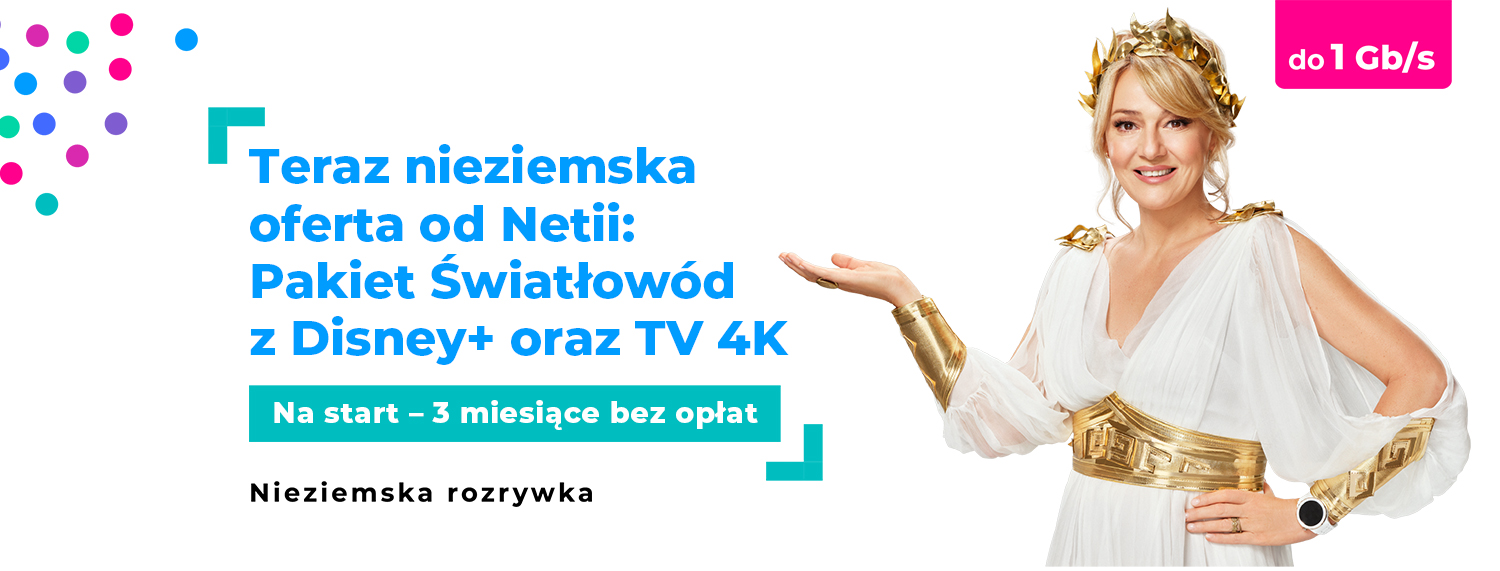 do 1 Gb/s
Teraz nieziemska
oferta od Netii:
Pakiet Światłowód
z Disney+ oraz TV 4K
Na start – 3 miesiące bez opłat
Nieziemska rozrywka